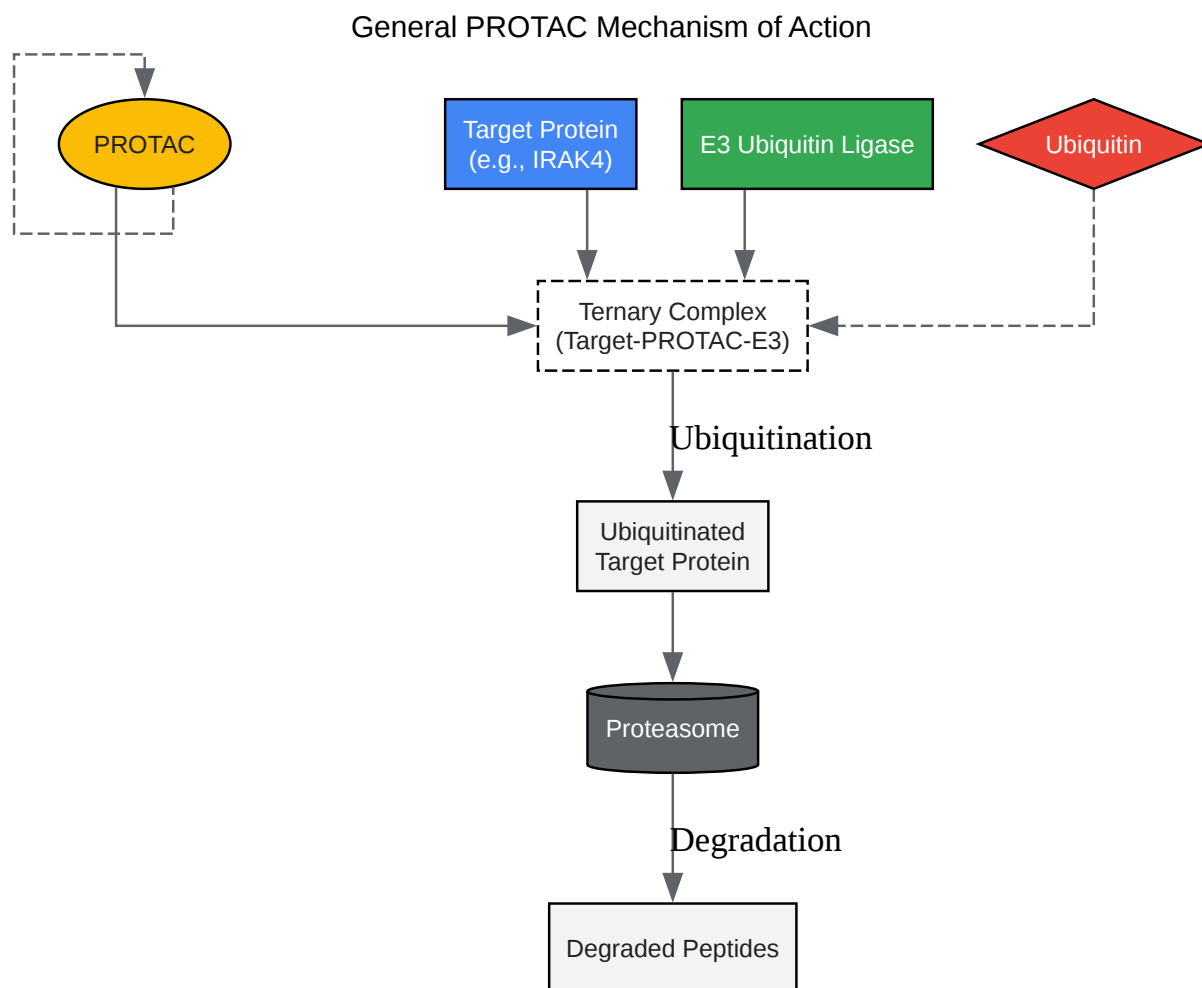 General PROTAC Mechanism of Action
PROTAC
Target Protein
(e.g., IRAK4)
E3 Ubiquitin Ligase
Ubiquitin
Ternary Complex
(Target-PROTAC-E3)
Ubiquitination
Ubiquitinated
Target Protein
Proteasome
Degradation
Degraded Peptides